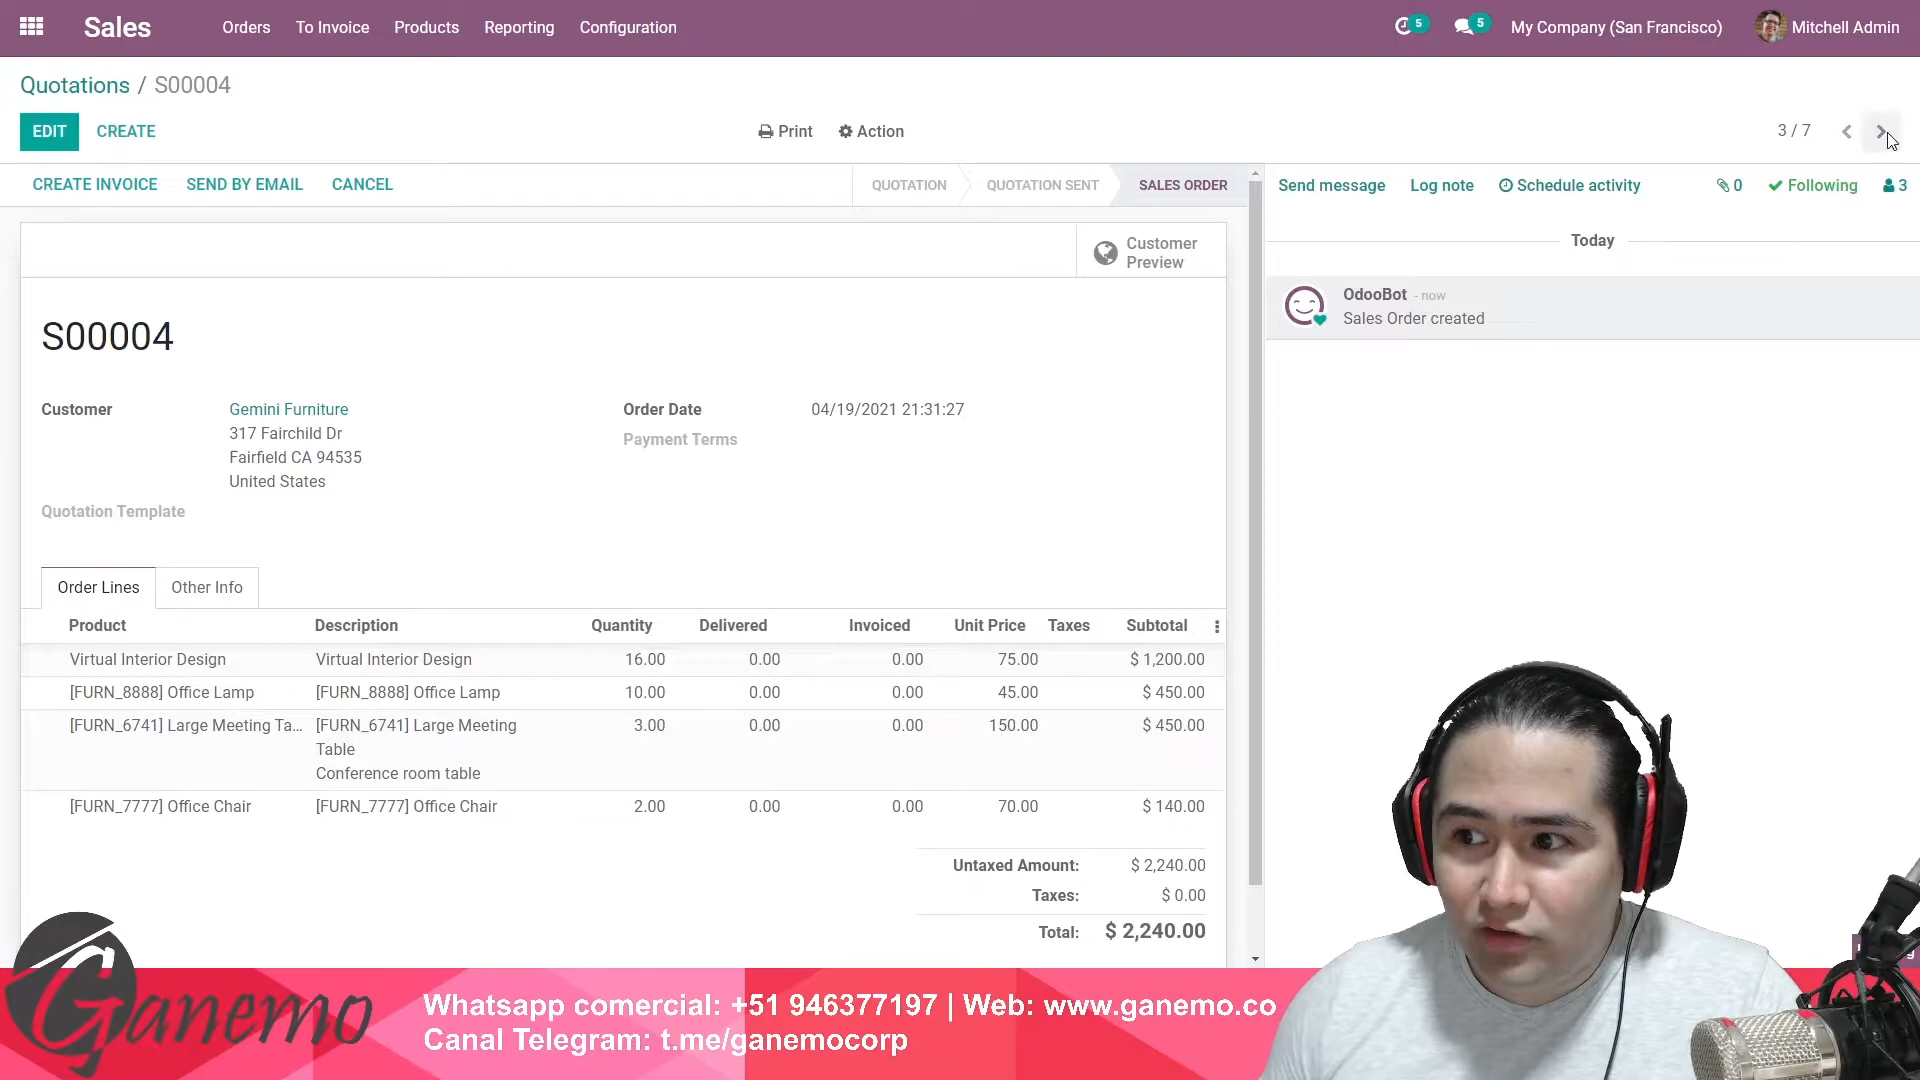 Sales
Orders
To Invoice
Products
Reporting
Configuration
5
5
My Company (San Francisco)
Mitchell Admin
Quotations / S00004
EDIT
CREATE
Print
Action
3 / 7
CREATE INVOICE
SEND BY EMAIL
CANCEL
QUOTATION
QUOTATION SENT
SALES ORDER
Send message
Log note
Schedule activity
0
Following
3
Customer
Preview
Today
OdooBot - now
Sales Order created
S00004
Customer
Gemini Furniture
317 Fairchild Dr
Fairfield CA 94535
United States
Order Date
04/19/2021 21:31:27
Payment Terms
Quotation Template
Order Lines
Other Info
Product Description Quantity Delivered Invoiced Unit Price Taxes Subtotal
Virtual Interior Design Virtual Interior Design 16.00 0.00 0.00 75.00 $ 1,200.00
[FURN_8888] Office Lamp [FURN_8888] Office Lamp 10.00 0.00 0.00 45.00 $ 450.00
[FURN_6741] Large Meeting Ta... [FURN_6741] Large Meeting 3.00 0.00 0.00 150.00 $ 450.00
Table
Conference room table
[FURN_7777] Office Chair [FURN_7777] Office Chair 2.00 0.00 0.00 70.00 $ 140.00
Untaxed Amount: $ 2,240.00
Taxes: $ 0.00
Total: $ 2,240.00
Ganemo
Whatsapp comercial: +51 946377197 | Web: www.ganemo.co
Canal Telegram: t.me/ganemocorp